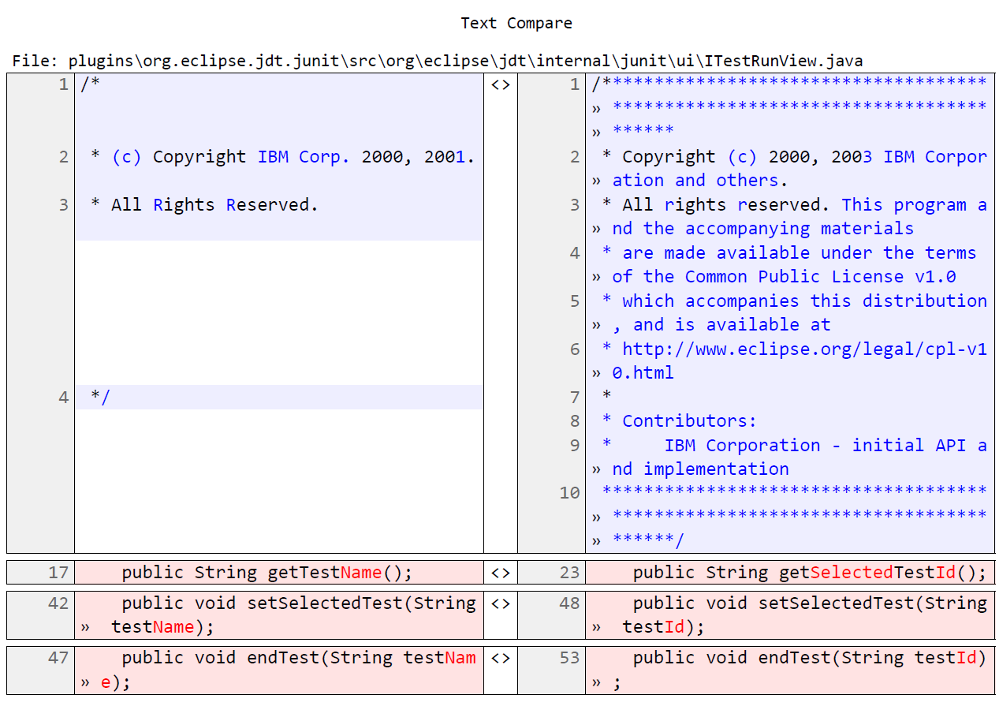 Text Compare
File: plugins\org.eclipse.jdt.junit\src\org\eclipse\jdt\internal\junit\ui\ITestRunView.java
1 /* <> 1 /*************************************
» ************************************
» ******
2 * (c) Copyright IBM Corp. 2000, 2001. 2 * Copyright (c) 2000, 2003 IBM Corpor
» ation and others.
3 * All Rights Reserved. 3 * All rights reserved. This program a
» nd the accompanying materials
4 * are made available under the terms
» of the Common Public License v1.0
5 * which accompanies this distribution
» , and is available at
6 * http://www.eclipse.org/legal/cpl-v1
» 0.html
4 */ 7 *
8 * Contributors:
9 *     IBM Corporation - initial API a
» nd implementation
10 *************************************
» ************************************
» ******/
17 public String getTestName(); <> 23 public String getSelectedTestId();
42 public void setSelectedTest(String <> 48 public void setSelectedTest(String
» testName); » testId);
47 public void endTest(String testNam <> 53 public void endTest(String testId)
» e); » ;